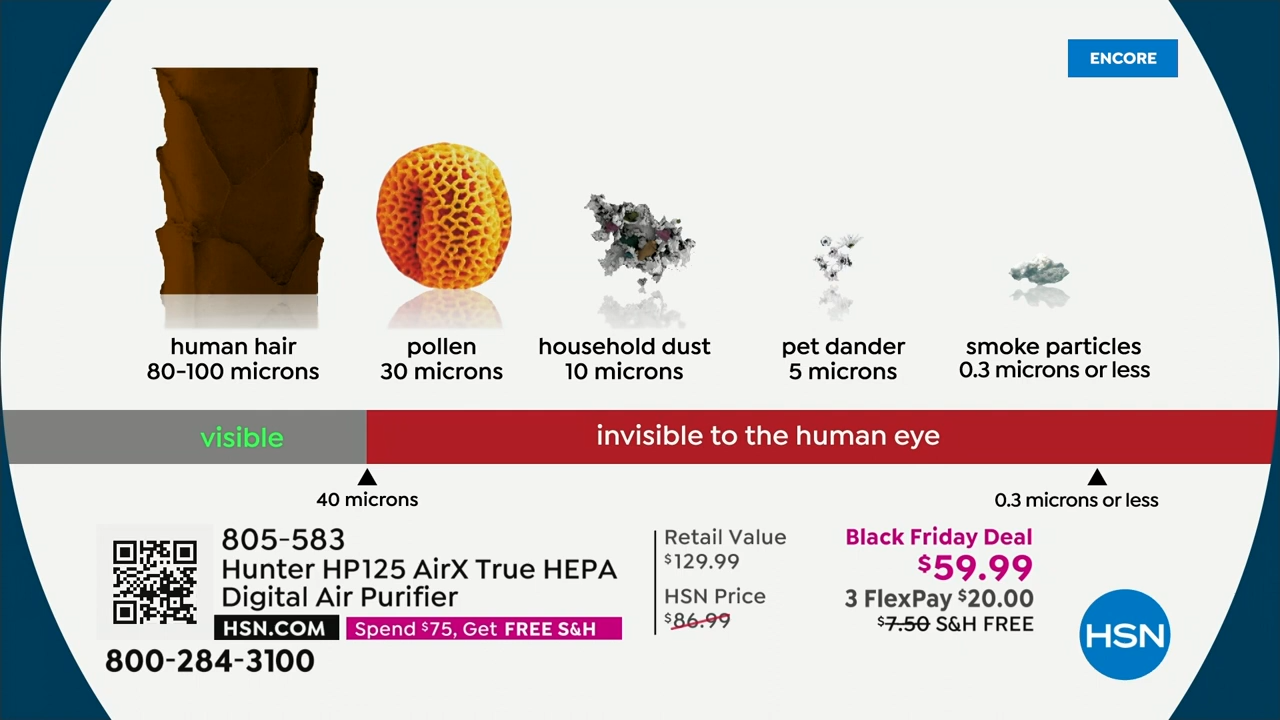 ENCORE
human hair
80-100 microns
pollen
30 microns
household dust
10 microns
pet dander
5 microns
smoke particles
0.3 microns or less
visible
invisible to the human eye
40 microns
0.3 microns or less
805-583
Hunter HP125 AirX True HEPA
Digital Air Purifier
HSN.COM
Spend $75, Get FREE S&H
800-284-3100
Retail Value
$129.99
HSN Price
$86.99
Black Friday Deal
$59.99
3 FlexPay $20.00
$7.50 S&H FREE
HSN